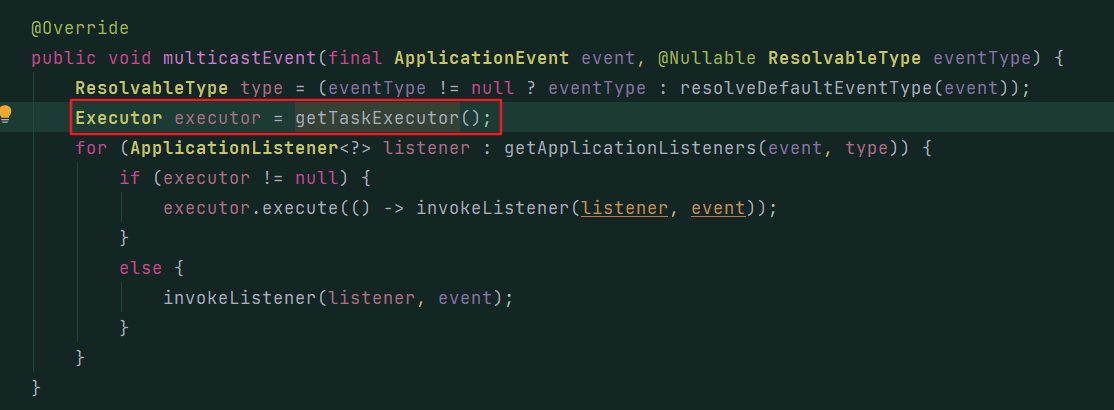 @Override
public void multicastEvent(final ApplicationEvent event, @Nullable ResolvableType eventType) {
ResolvableType type = (eventType != null ? eventType : resolveDefaultEventType(event));
Executor executor = getTaskExecutor();
for (ApplicationListener<?> listener : getApplicationListeners(event, type)) {
if (executor != null) {
executor.execute(() -> invokeListener(listener, event));
}
else {
invokeListener(listener, event);
}
}
}